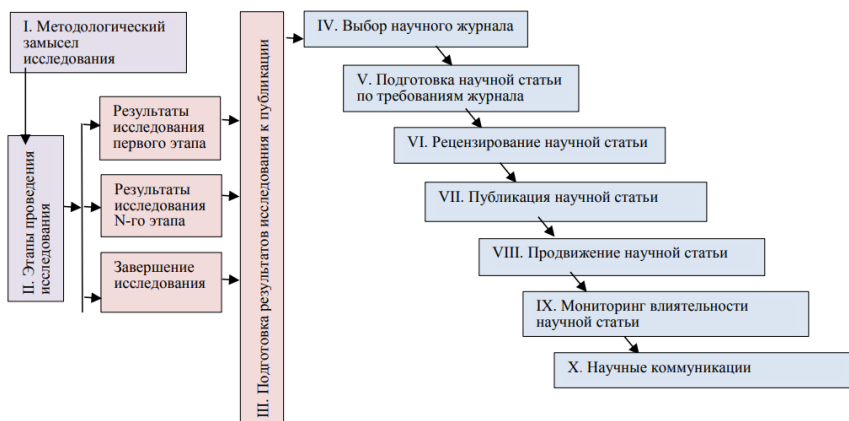 I. Методологический
замысел
исследования
II. Этапы проведения
исследования
Результаты
исследования
первого этапа
Результаты
исследования
N-го этапа
Завершение
исследования
III. Подготовка результатов исследования к публикации
IV. Выбор научного журнала
V. Подготовка научной статьи
по требованиям журнала
VI. Рецензирование научной статьи
VII. Публикация научной статьи
VIII. Продвижение научной статьи
IX. Мониторинг влиятельности
научной статьи
X. Научные коммуникации